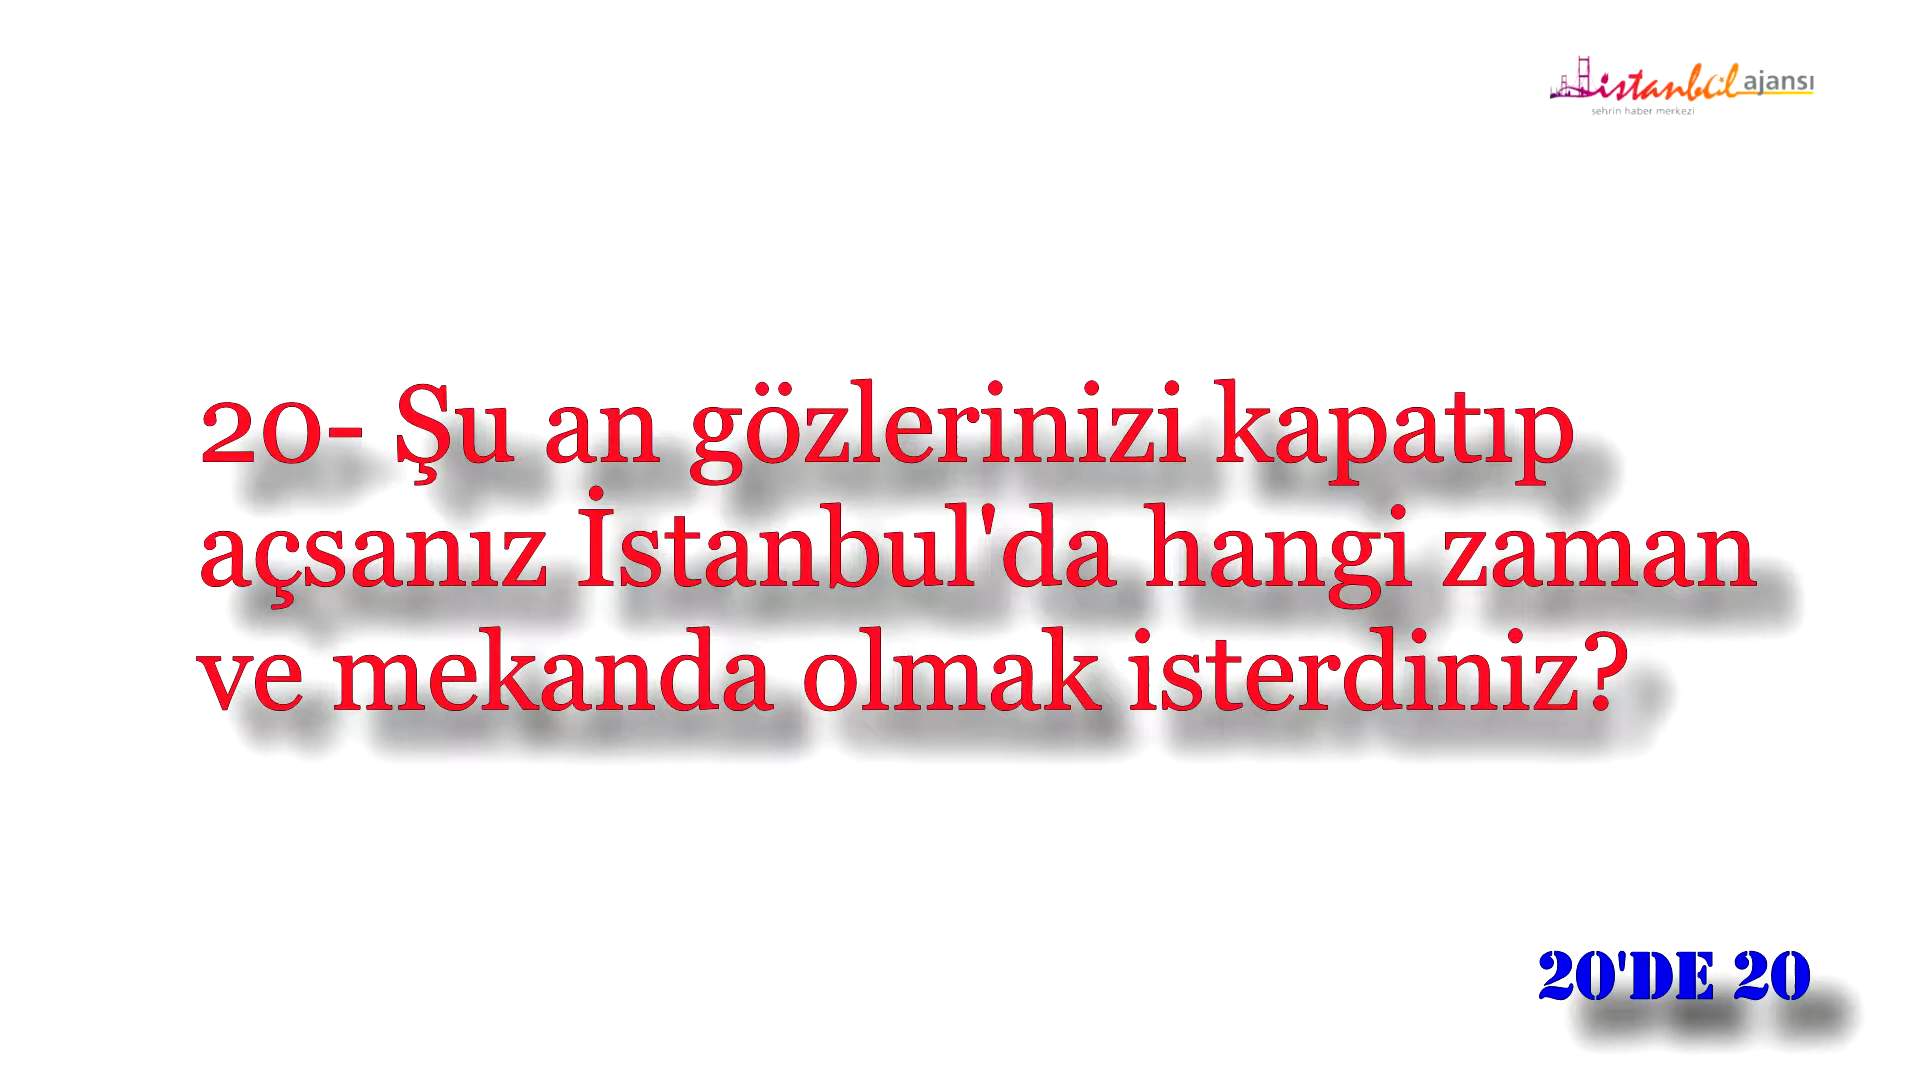 istanbul ajansı
şehrin haber merkezi
20- Şu an gözlerinizi kapatıp
açsanız İstanbul'da hangi zaman
ve mekanda olmak isterdiniz?
20'DE 20